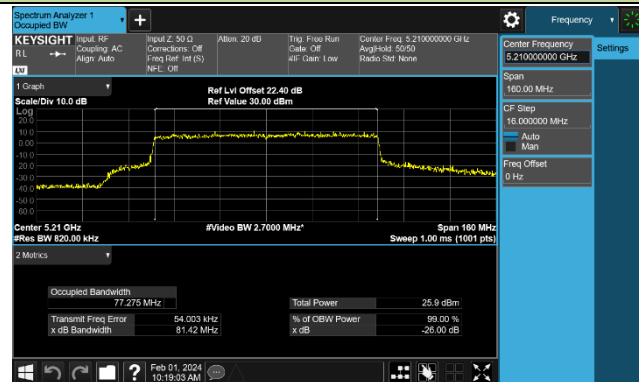 Spectrum Analyzer 1
Occupied BW
Frequency
KEYSIGHT
RL
LXI
Input: RF
Coupling: AC
Align: Auto
Input Z: 50 Ω
Corrections: Off
Freq Ref: Int (S)
NFE: Off
Atten: 20 dB
Trig: Free Run
Gate: Off
#IF Gain: Low
Center Freq: 5.210000000 GHz
Avg|Hold: 50/50
Radio Std: None
Center Frequency
5.210000000 GHz
Settings
Span
160.00 MHz
CF Step
16.000000 MHz
Auto
Man
Freq Offset
0 Hz
1 Graph
Scale/Div 10.0 dB
Ref Lvl Offset 22.40 dB
Ref Value 30.00 dBm
Log
20.0
10.0
0.00
-10.0
-20.0
-30.0
-40.0
-50.0
-60.0
Center 5.21 GHz
#Video BW 2.7000 MHz*
Span 160 MHz
#Res BW 820.00 kHz
Sweep 1.00 ms (1001 pts)
2 Metrics
Occupied Bandwidth
77.275 MHz
Total Power 25.9 dBm
Transmit Freq Error 54.003 kHz
% of OBW Power 99.00 %
x dB Bandwidth 81.42 MHz
x dB -26.00 dB
?
Feb 01, 2024
10:19:03 AM